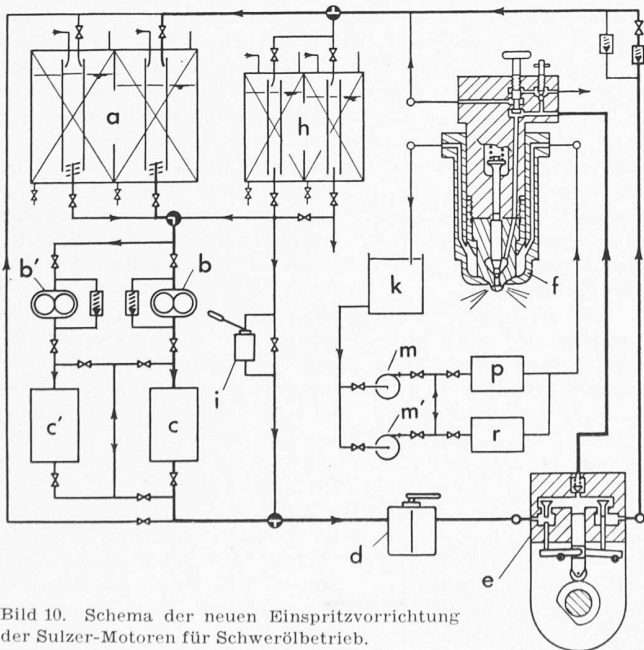 a
h
b'
b
k
f
m
p
i
c'
c
m'
r
d
e
Bild 10. Schema der neuen Einspritzvorrichtung
der Sulzer-Motoren für Schwerölbetrieb.